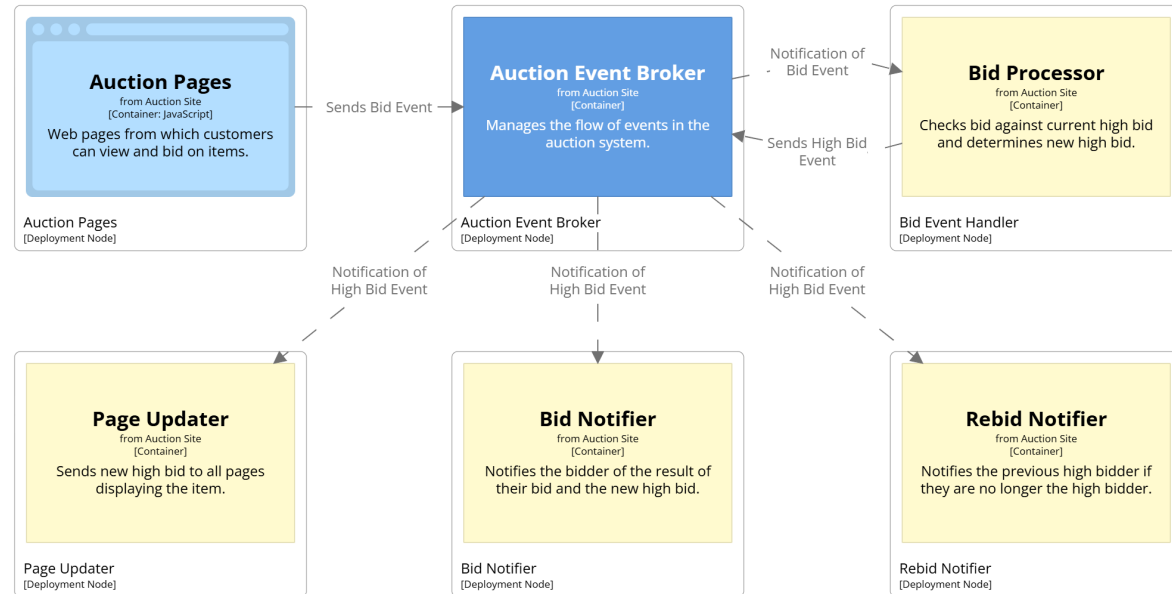 Auction Pages
from Auction Site
[Container: JavaScript]
Web pages from which customers
can view and bid on items.
Auction Pages
[Deployment Node]
Sends Bid Event
Auction Event Broker
from Auction Site
[Container]
Manages the flow of events in the
auction system.
Auction Event Broker
[Deployment Node]
Notification of
Bid Event
Sends High Bid
Event
Bid Processor
from Auction Site
[Container]
Checks bid against current high bid
and determines new high bid.
Bid Event Handler
[Deployment Node]
Notification of
High Bid Event
Notification of
High Bid Event
Notification of
High Bid Event
Page Updater
from Auction Site
[Container]
Sends new high bid to all pages
displaying the item.
Page Updater
[Deployment Node]
Bid Notifier
from Auction Site
[Container]
Notifies the bidder of the result of
their bid and the new high bid.
Bid Notifier
[Deployment Node]
Rebid Notifier
from Auction Site
[Container]
Notifies the previous high bidder if
they are no longer the high bidder.
Rebid Notifier
[Deployment Node]